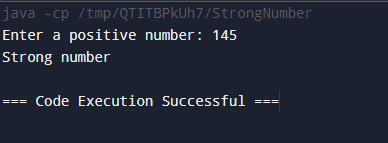 java -cp /tmp/QTITBPkUh7/StrongNumber
Enter a positive number: 145
Strong number
=== Code Execution Successful ===